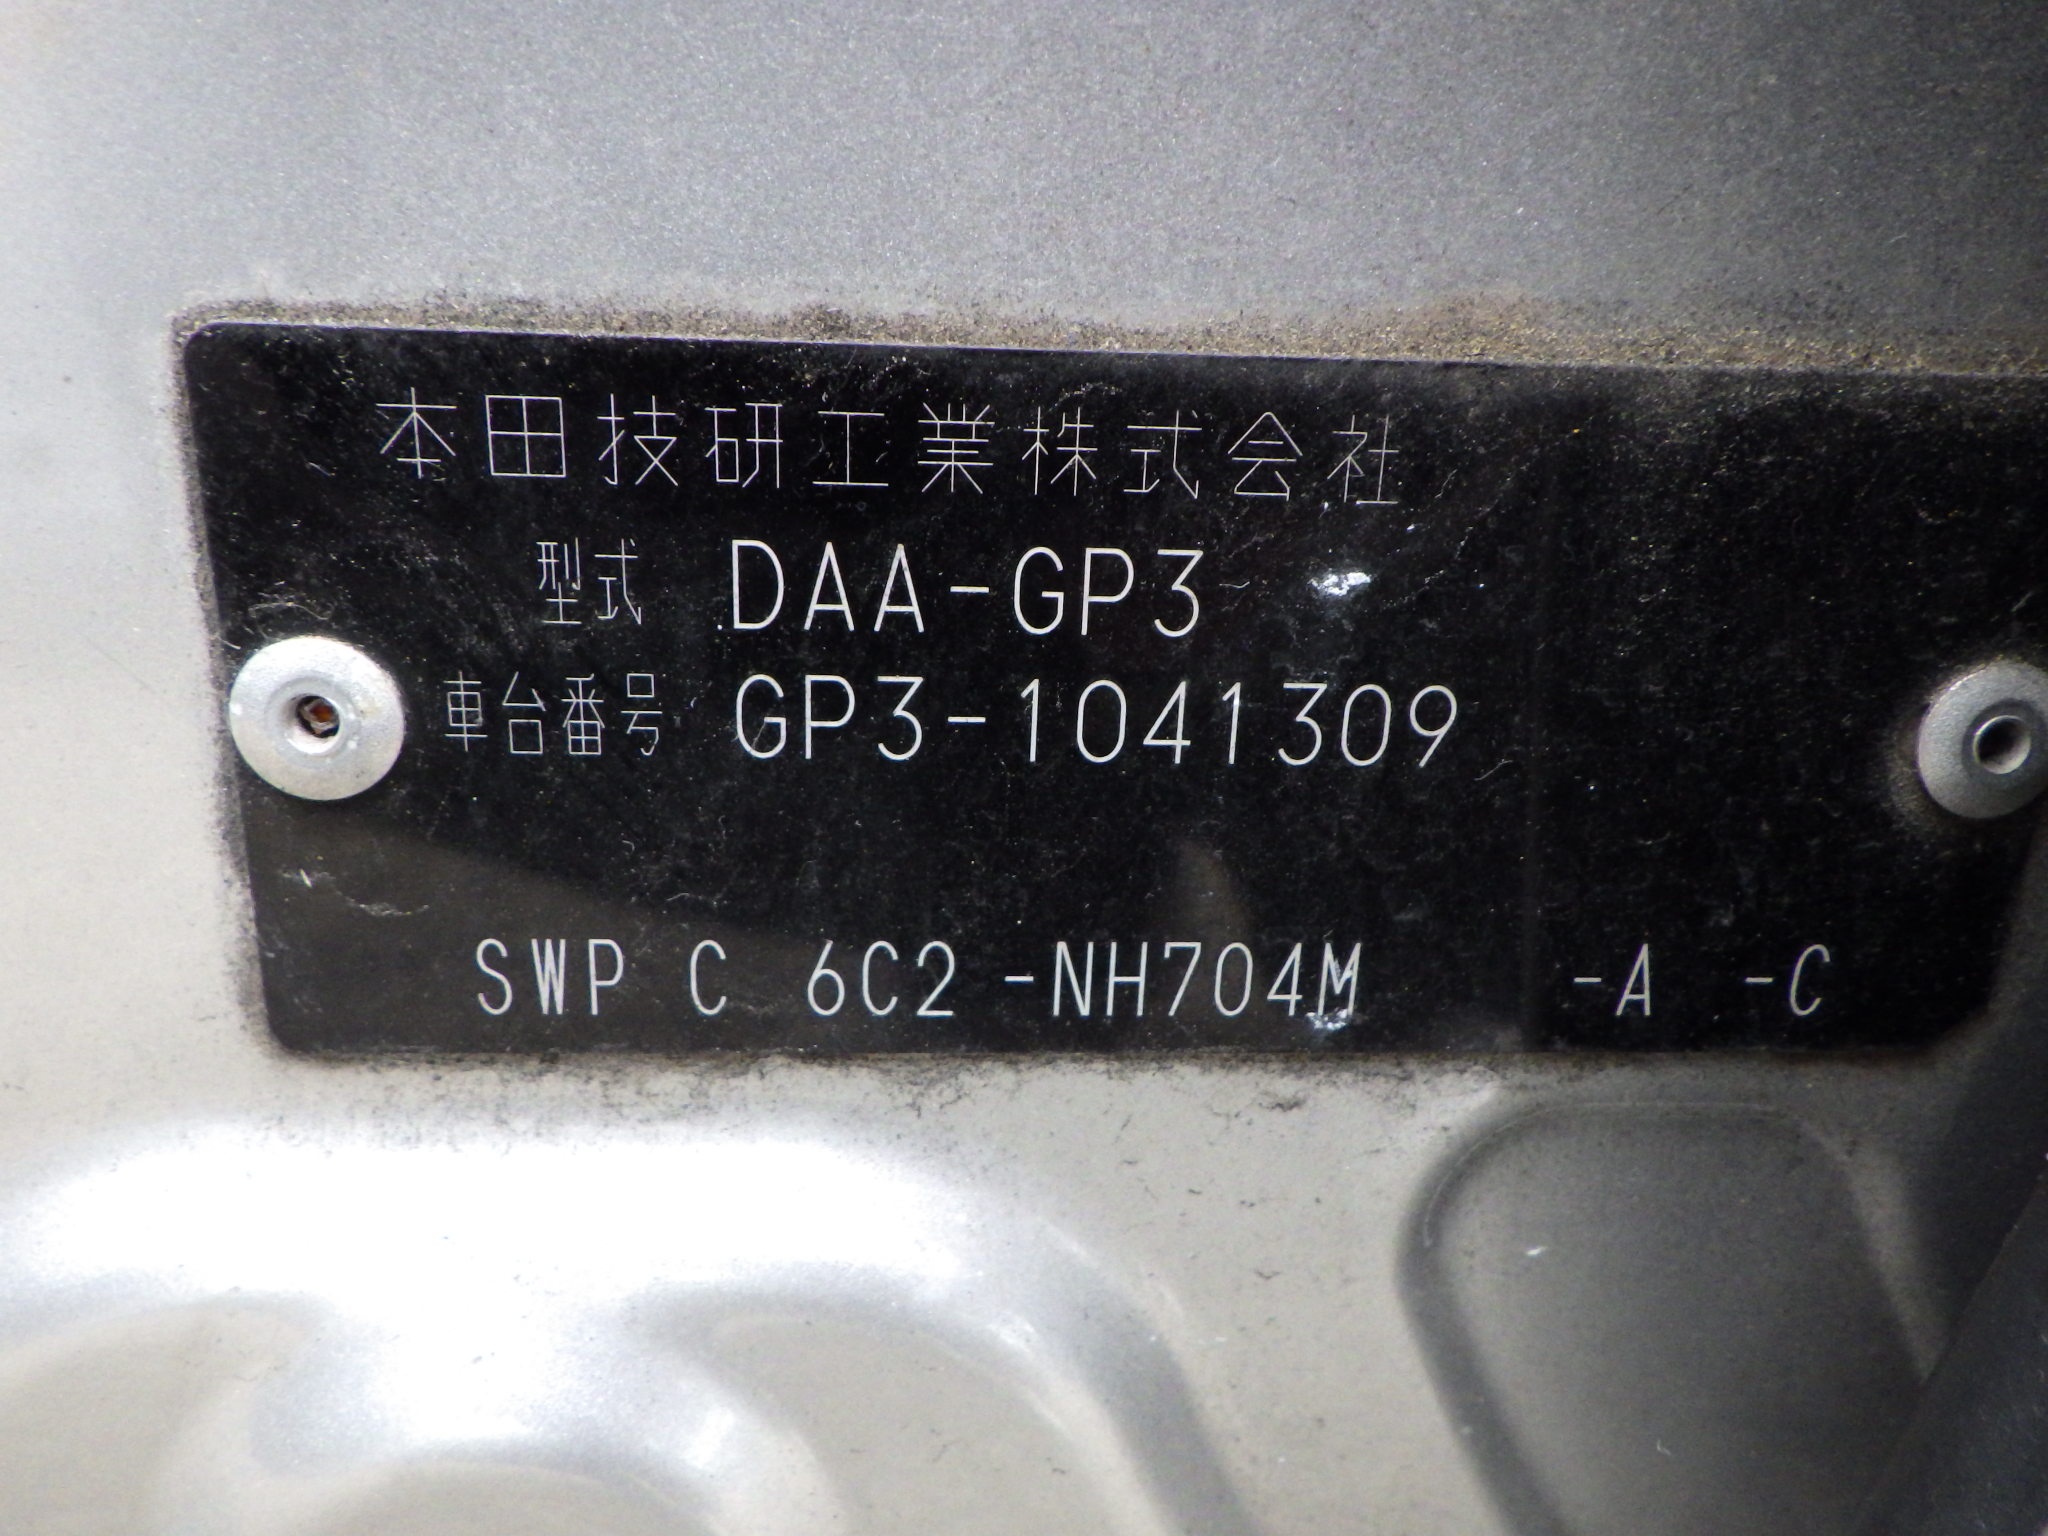 本田技研工業株式会社
型式 DAA-GP3
車台番号 GP3-1041309
SWP C 6C2 -NH704M -A -C